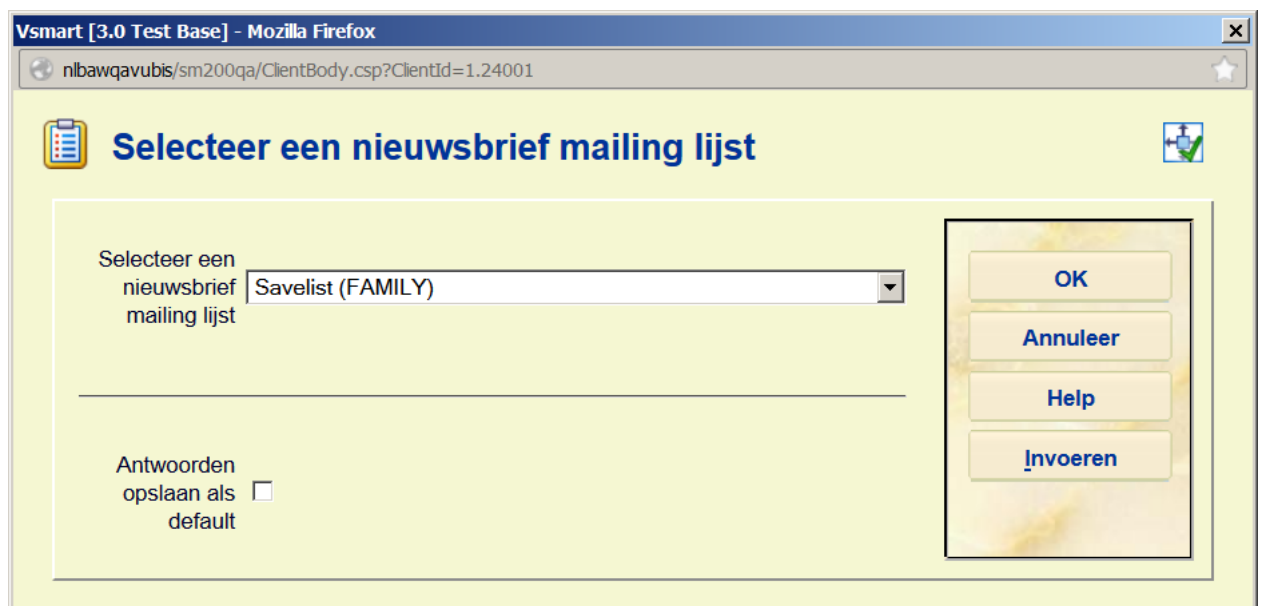 Vsmart [3.0 Test Base] - Mozilla Firefox
nlbawqavubis/sm200qa/ClientBody.csp?ClientId=1.24001
Selecteer een nieuwsbrief mailing lijst
Selecteer een
nieuwsbrief
mailing lijst
Savelist (FAMILY)
Antwoorden
opslaan als
default
OK
Annuleer
Help
Invoeren